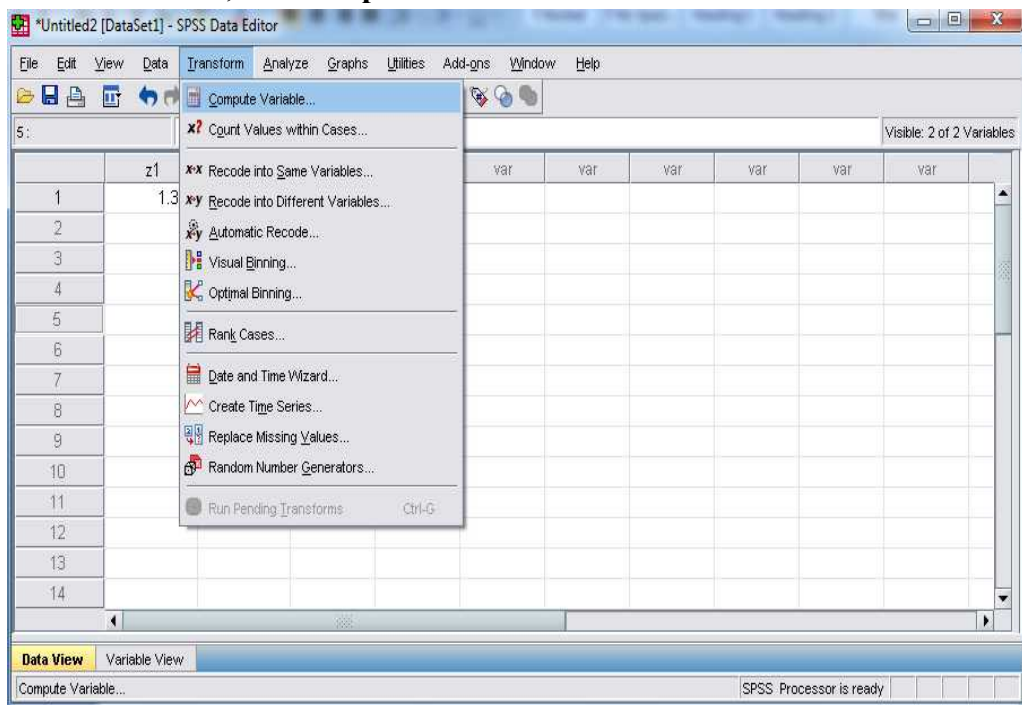 *Untitled2 [DataSet1] - SPSS Data Editor
File Edit View Data Transform Analyze Graphs Utilities Add-ons Window Help
5 :
Visible: 2 of 2 Variables
Compute Variable...
Count Values within Cases...
Recode into Same Variables...
Recode into Different Variables...
Automatic Recode...
Visual Binning...
Optimal Binning...
Rank Cases...
Date and Time Wizard...
Create Time Series...
Replace Missing Values...
Random Number Generators...
Run Pending Transforms Ctrl-G
z1 var var var var var var
1 1.3
2
3
4
5
6
7
8
9
10
11
12
13
14
Data View Variable View
Compute Variable... SPSS Processor is ready